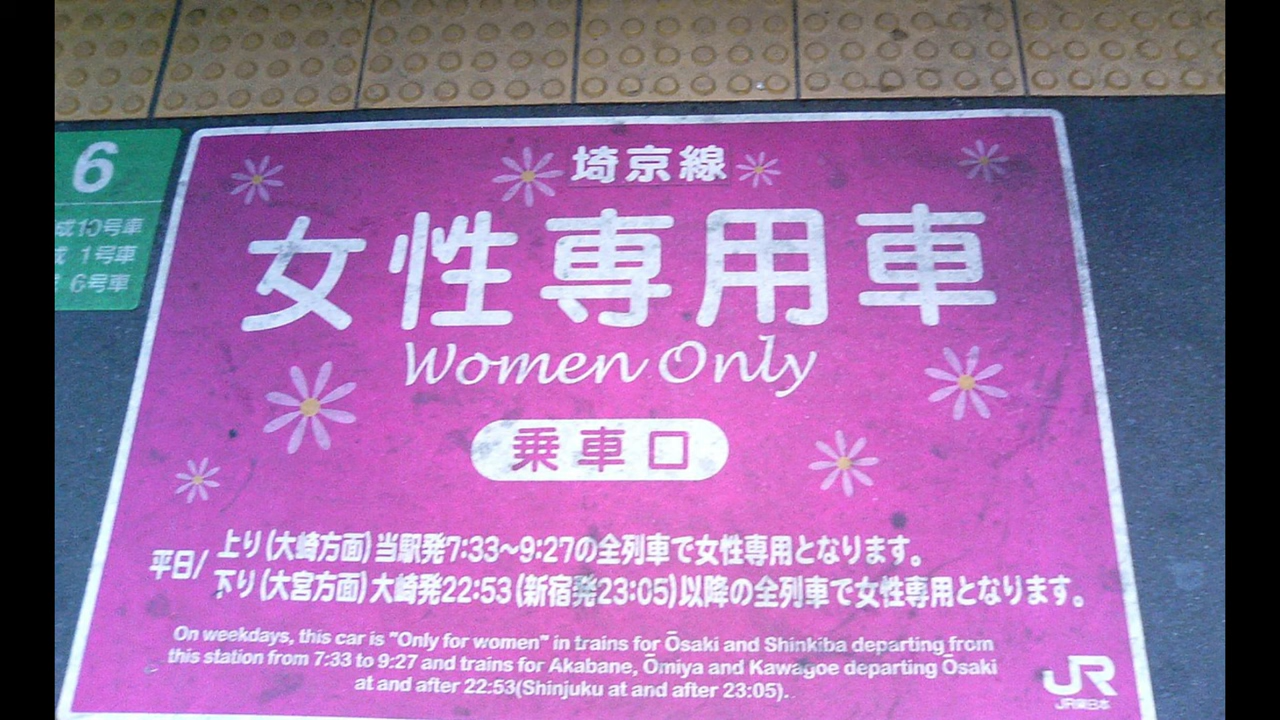 6
成10号車
成 1号車
6号車
埼京線
女性専用車
Women Only
乗車口
平日/
上り(大崎方面)当駅発7:33〜9:27の全列車で女性専用となります。
下り(大宮方面)大崎発22:53(新宿発23:05)以降の全列車で女性専用となります。
On weekdays, this car is "Only for women" in trains for Ōsaki and Shinkiba departing from
this station from 7:33 to 9:27 and trains for Akabane, Ōmiya and Kawagoe departing Ōsaki
at and after 22:53(Shinjuku at and after 23:05).
JR
JR東日本